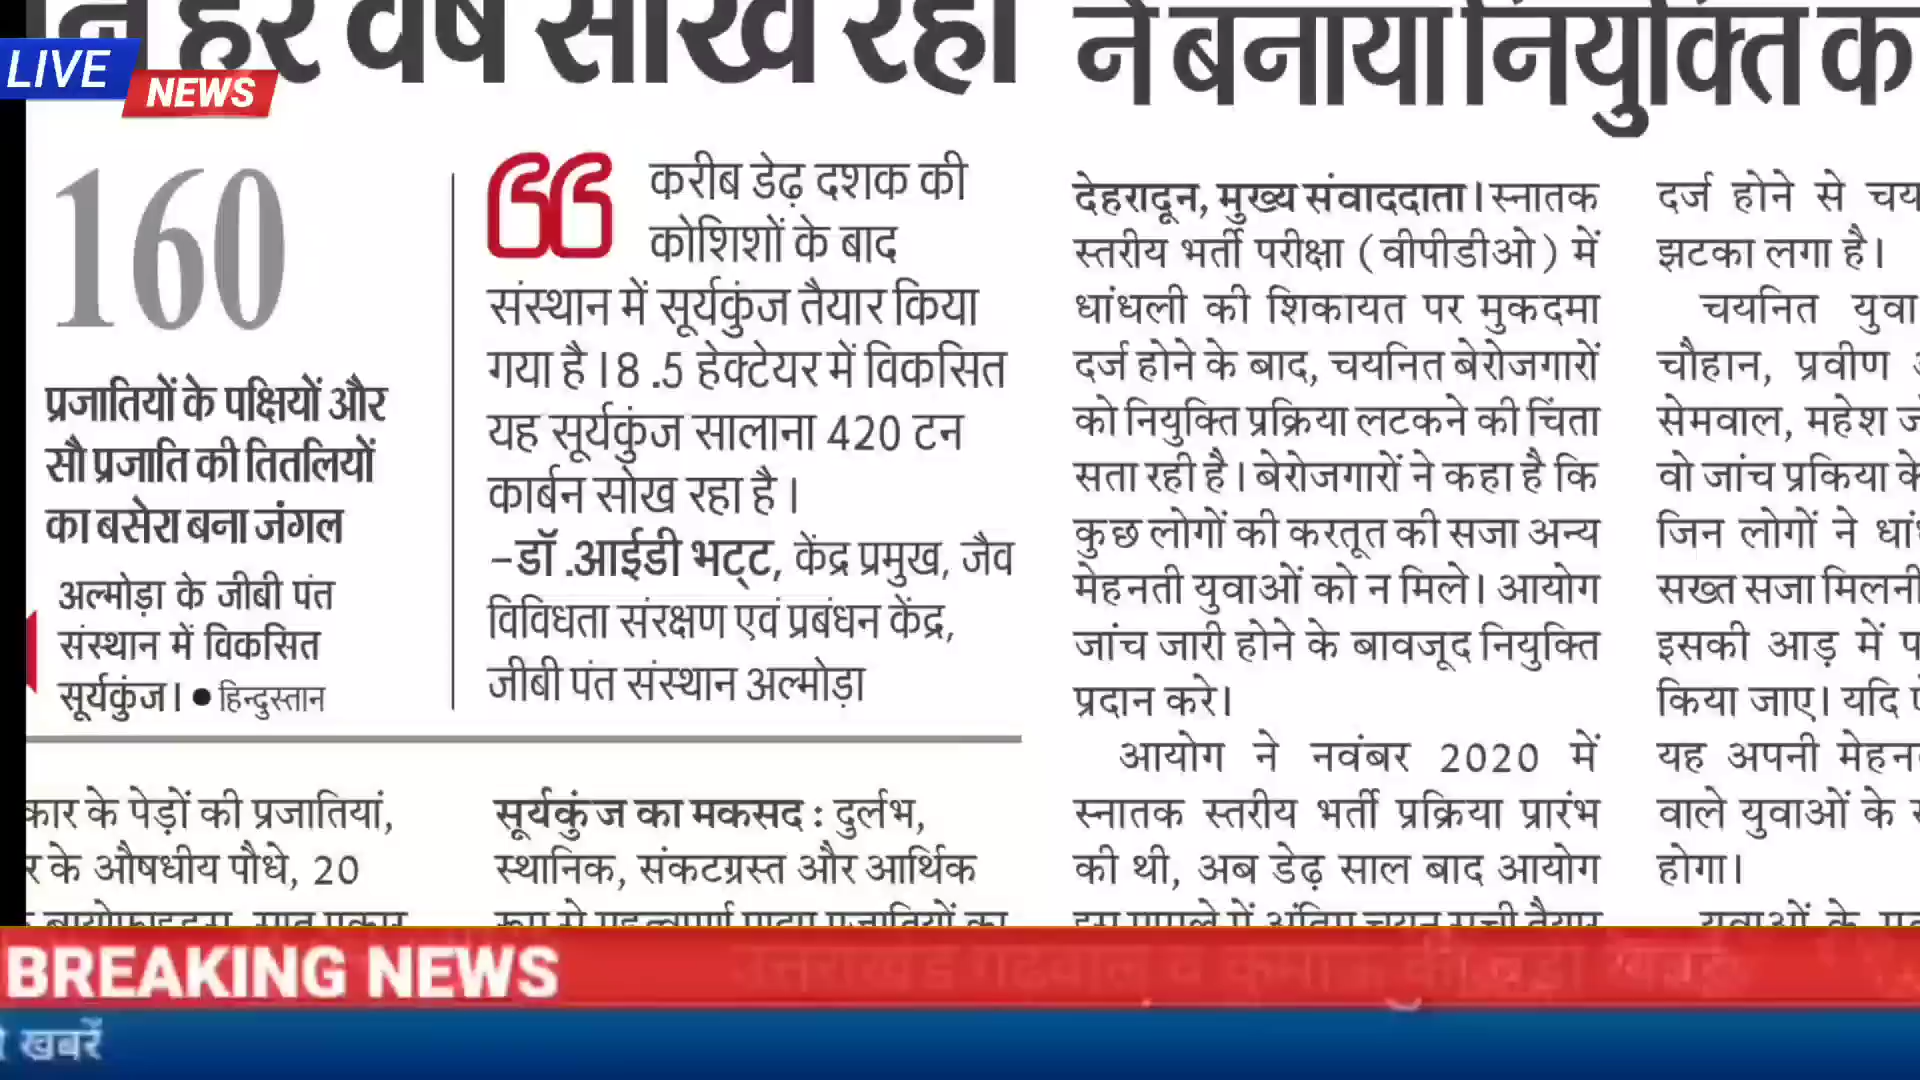 LIVE
NEWS
हर वर्ष सोख रहा
ने बनाया नियुक्ति
160
प्रजातियों के पक्षियों और
सौ प्रजाति की तितलियों
का बसेरा बना जंगल
अल्मोड़ा के जीबी पंत
संस्थान में विकसित
सूर्यकुंज। ● हिन्दुस्तान
करीब डेढ़ दशक की
कोशिशों के बाद
संस्थान में सूर्यकुंज तैयार किया
गया है । 8 .5 हेक्टेयर में विकसित
यह सूर्यकुंज सालाना 420 टन
कार्बन सोख रहा है ।
–डॉ .आईडी भट्ट, केंद्र प्रमुख, जैव
विविधता संरक्षण एवं प्रबंधन केंद्र,
जीबी पंत संस्थान अल्मोड़ा
के पेड़ों की प्रजातियां,
के औषधीय पौधे, 20
सूर्यकुंज का मकसद : दुर्लभ,
स्थानिक, संकटग्रस्त और आर्थिक
देहरादून, मुख्य संवाददाता। स्नातक
स्तरीय भर्ती परीक्षा (वीपीडीओ) में
धांधली की शिकायत पर मुकदमा
दर्ज होने के बाद, चयनित बेरोजगारों
को नियुक्ति प्रक्रिया लटकने की चिंता
सता रही है। बेरोजगारों ने कहा है कि
कुछ लोगों की करतूत की सजा अन्य
मेहनती युवाओं को न मिले। आयोग
जांच जारी होने के बावजूद नियुक्ति
प्रदान करे।
आयोग ने नवंबर 2020 में
स्नातक स्तरीय भर्ती प्रक्रिया प्रारंभ
की थी, अब डेढ़ साल बाद आयोग
दर्ज होने से
झटका लगा है।
चयनित
चौहान, प्रवीण
सेमवाल, महेश
वो जांच प्रकिया
जिन लोगों ने
सख्त सजा मिलनी
इसकी आड़ में
किया जाए। यदि
यह अपनी
वाले युवाओं के
होगा।
BREAKING NEWS
खबरें